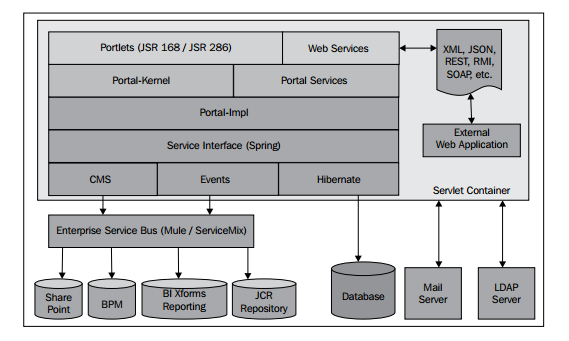 Portlets (JSR 168 / JSR 286)
Web Services
XML, JSON,
REST, RMI,
SOAP, etc.
Portal-Kernel
Portal Services
Portal-Impl
External
Web Application
Service Interface (Spring)
CMS
Events
Hibernate
Servlet Container
Enterprise Service Bus (Mule / ServiceMix)
Share
Point
BPM
BI Xforms
Reporting
JCR
Repository
Database
Mail
Server
LDAP
Server